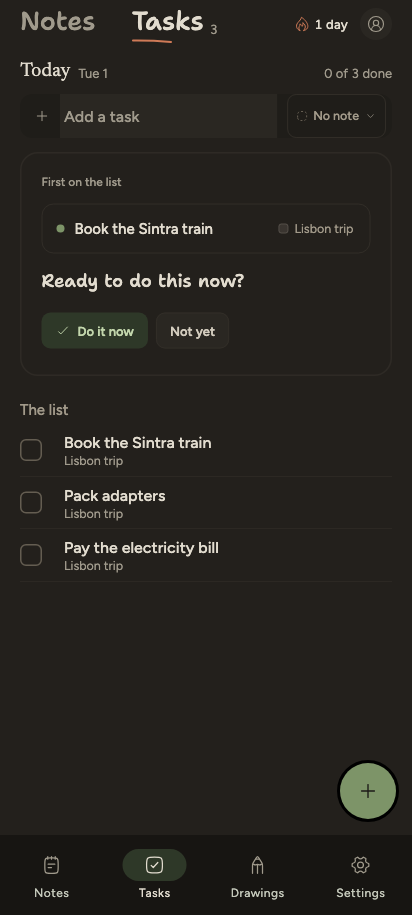 Notes Tasks 3 1 day
Today Tue 1 0 of 3 done
+ Add a task No note
First on the list
Book the Sintra train Lisbon trip
Ready to do this now?
Do it now Not yet
The list
Book the Sintra train
Lisbon trip
Pack adapters
Lisbon trip
Pay the electricity bill
Lisbon trip
+
Notes Tasks Drawings Settings